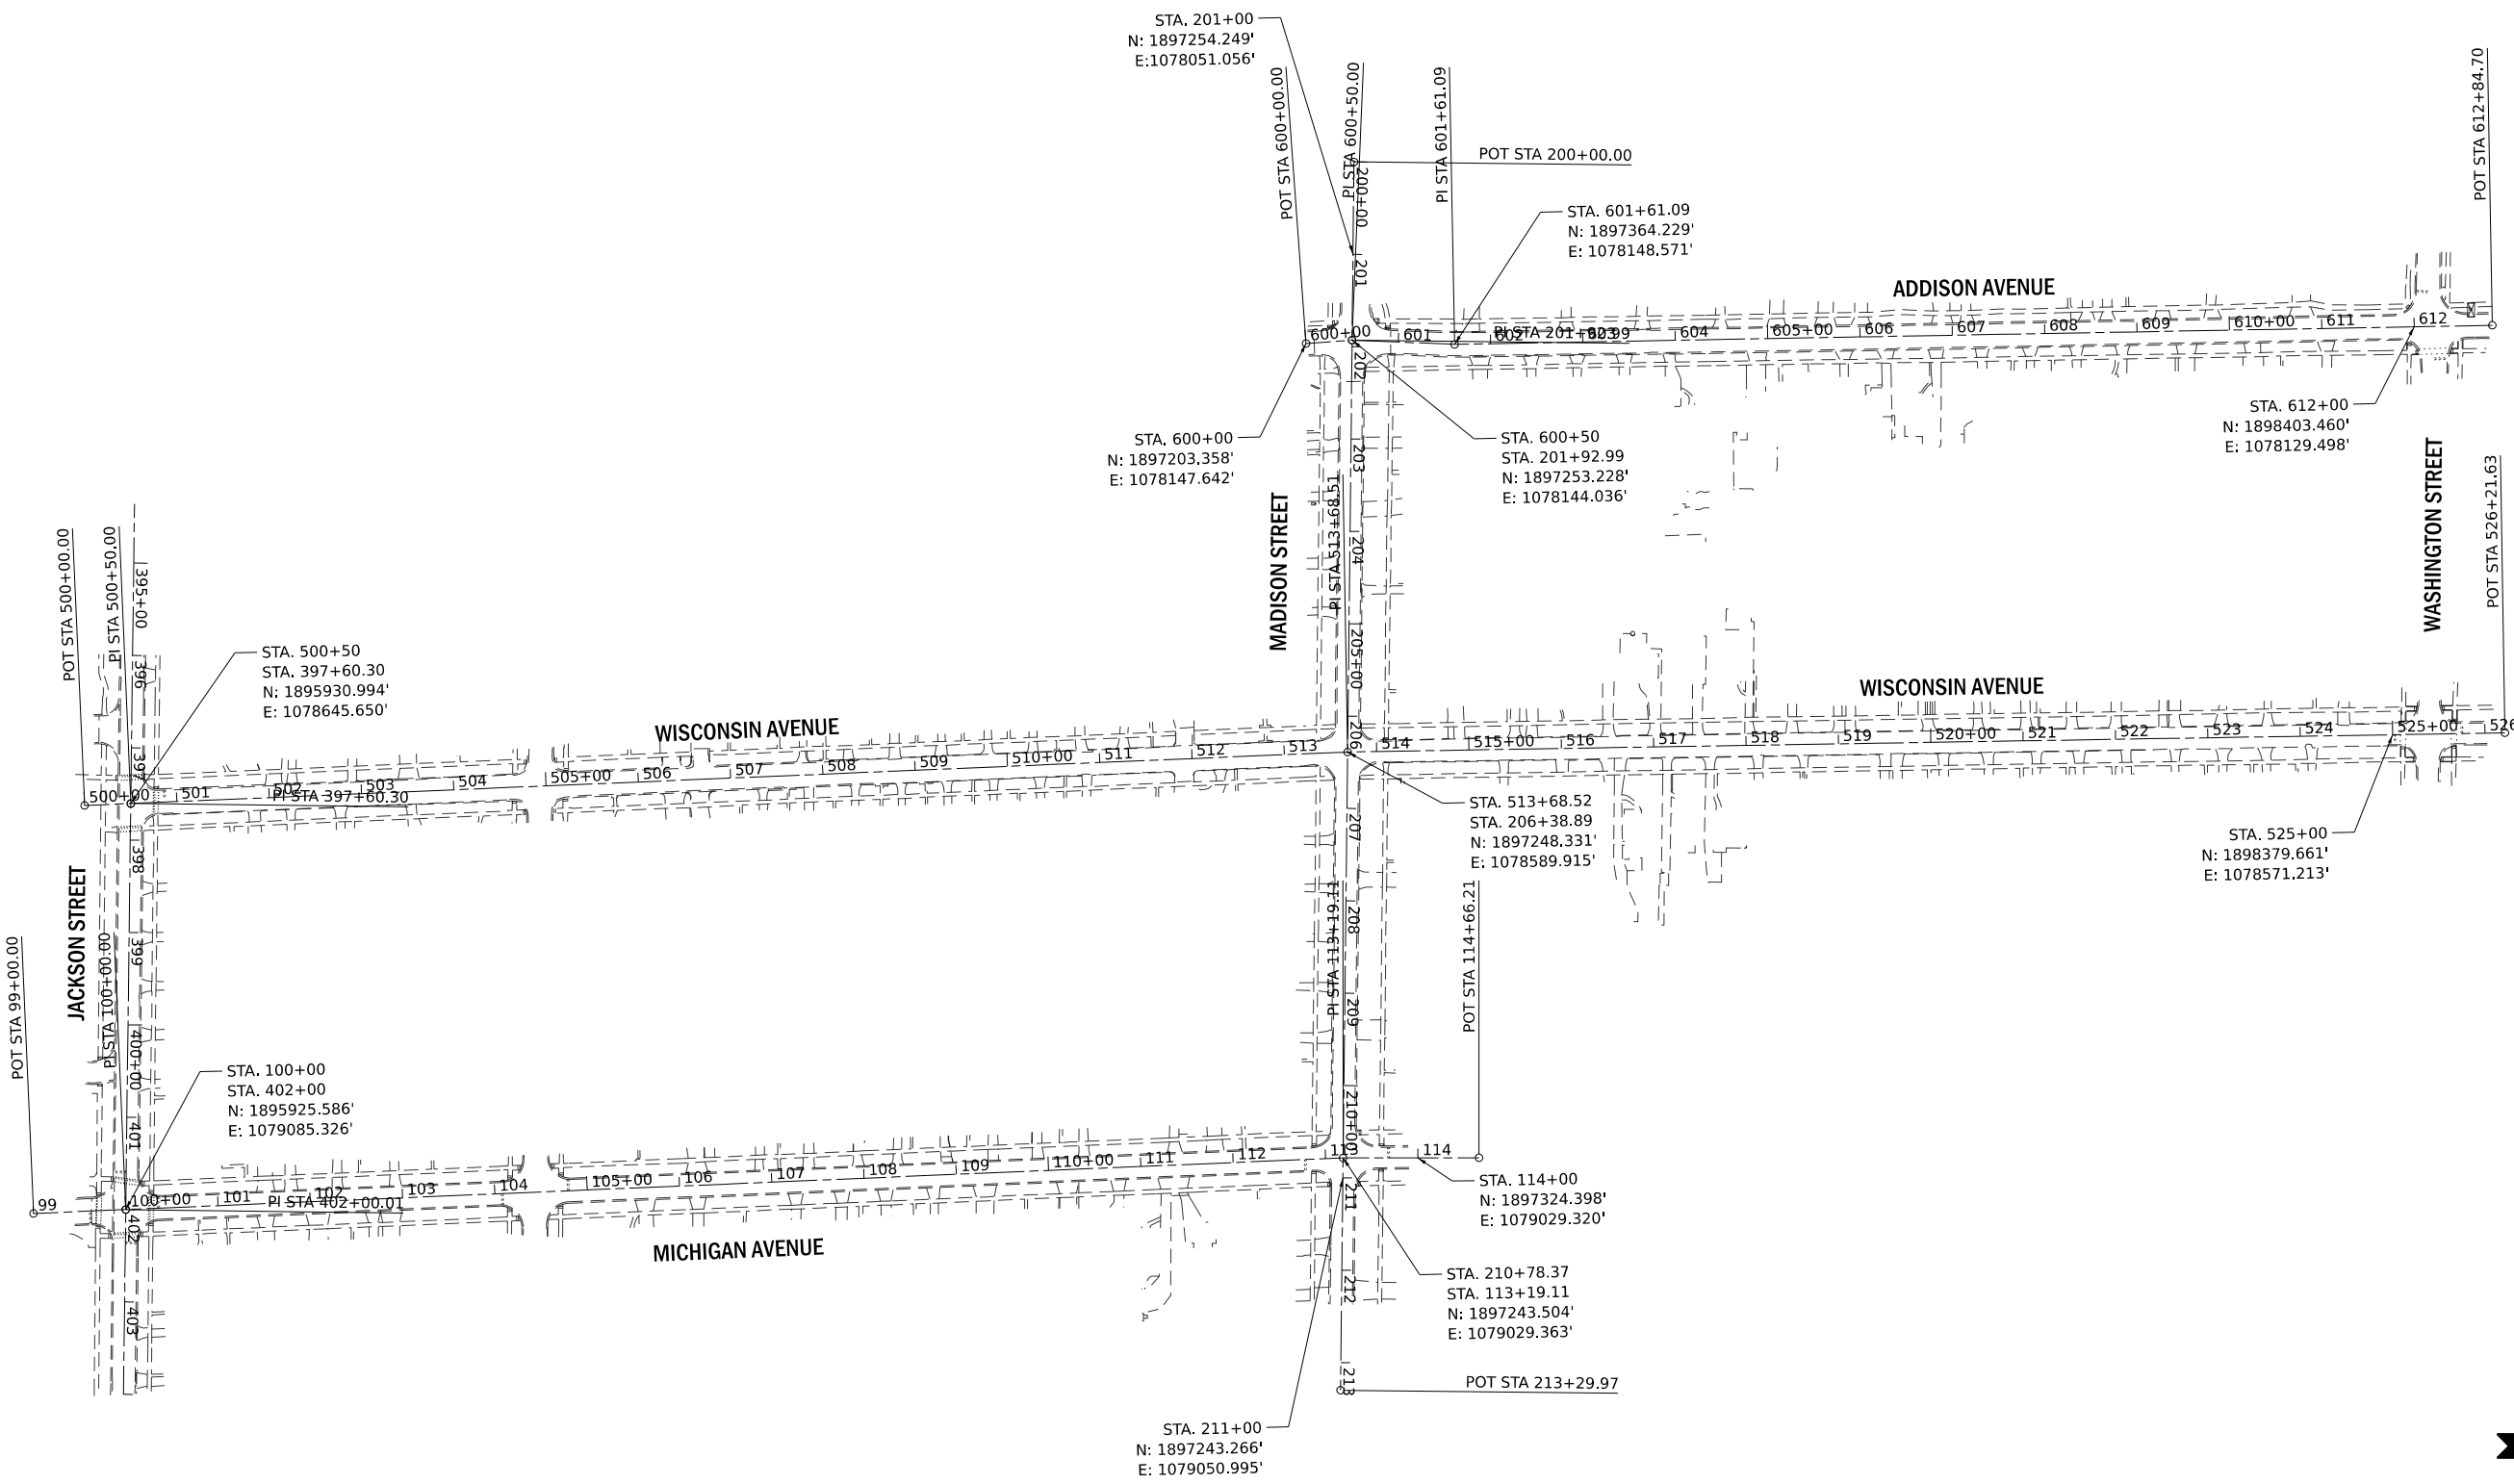 STA. 201+00
N: 1897254.249'
E:1078051.056'
POT STA 600+00.00
PI STA 600+50.00
PI STA 601+61.09
POT STA 612+84.70
POT STA 200+00.00
200+00
STA. 601+61.09
N: 1897364.229'
E: 1078148.571'
201
ADDISON AVENUE
600+00
601
602
PI STA 201+92.99
603
604
605+00
606
607
608
609
610+00
611
612
202
STA. 600+00
N: 1897203.358'
E: 1078147.642'
STA. 600+50
STA. 201+92.99
N: 1897253.228'
E: 1078144.036'
STA. 612+00
N: 1898403.460'
E: 1078129.498'
203
MADISON STREET
PI STA 513+68.51
204
205+00
206
WASHINGTON STREET
POT STA 526+21.63
POT STA 500+00.00
PI STA 500+50.00
395+00
396
397
STA. 500+50
STA. 397+60.30
N: 1895930.994'
E: 1078645.650'
WISCONSIN AVENUE
WISCONSIN AVENUE
500+00
501
502
PI STA 397+60.30
503
504
505+00
506
507
508
509
510+00
511
512
513
514
515+00
516
517
518
519
520+00
521
522
523
524
525+00
526
STA. 513+68.52
STA. 206+38.89
N: 1897248.331'
E: 1078589.915'
STA. 525+00
N: 1898379.661'
E: 1078571.213'
207
398
JACKSON STREET
208
399
POT STA 99+00.00
PI STA 100+00.00
PI STA 113+19.11
POT STA 114+66.21
209
400+00
210+00
401
STA. 100+00
STA. 402+00
N: 1895925.586'
E: 1079085.326'
99
100+00
101
102
PI STA 402+00.01
103
104
105+00
106
107
108
109
110+00
111
112
113
114
402
211
STA. 114+00
N: 1897324.398'
E: 1079029.320'
MICHIGAN AVENUE
STA. 210+78.37
STA. 113+19.11
N: 1897243.504'
E: 1079029.363'
403
212
213
POT STA 213+29.97
STA. 211+00
N: 1897243.266'
E: 1079050.995'